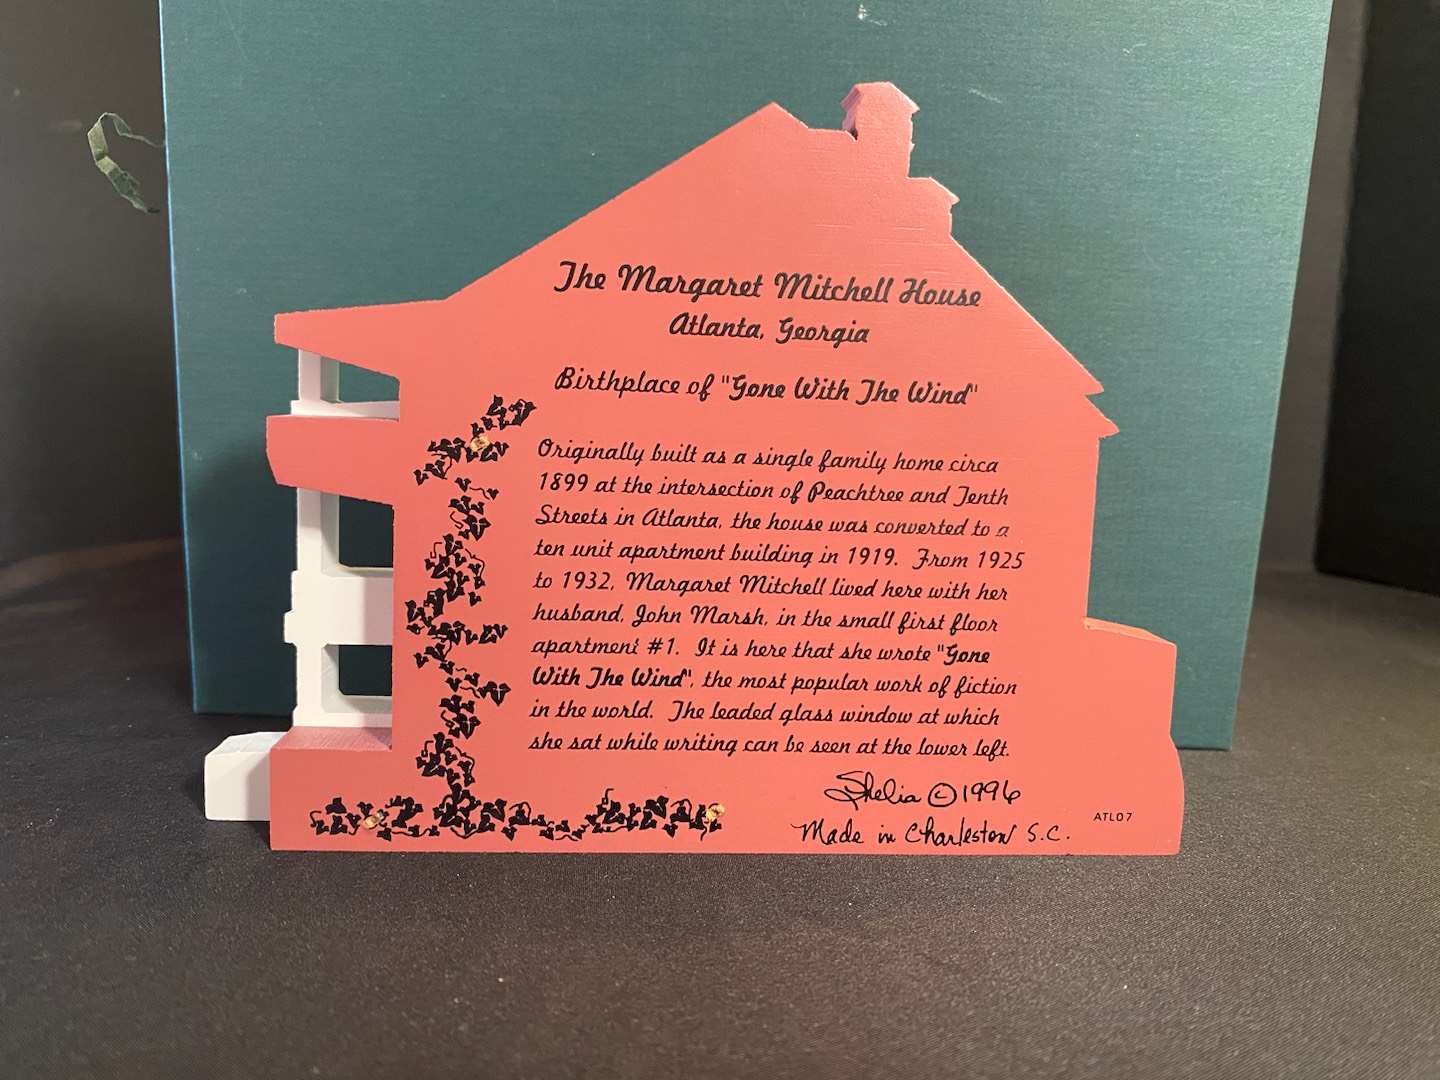 The Margaret Mitchell House
Atlanta, Georgia
Birthplace of "Gone With The Wind"
Originally built as a single family home circa
1899 at the intersection of Peachtree and Tenth
Streets in Atlanta, the house was converted to a
ten unit apartment building in 1919. From 1925
to 1932, Margaret Mitchell lived here with her
husband, John Marsh, in the small first floor
apartment #1. It is here that she wrote "Gone
With The Wind", the most popular work of fiction
in the world. The leaded glass window at which
she sat while writing can be seen at the lower left.
Shelia © 1996
Made in Charleston S.C.
ATL07